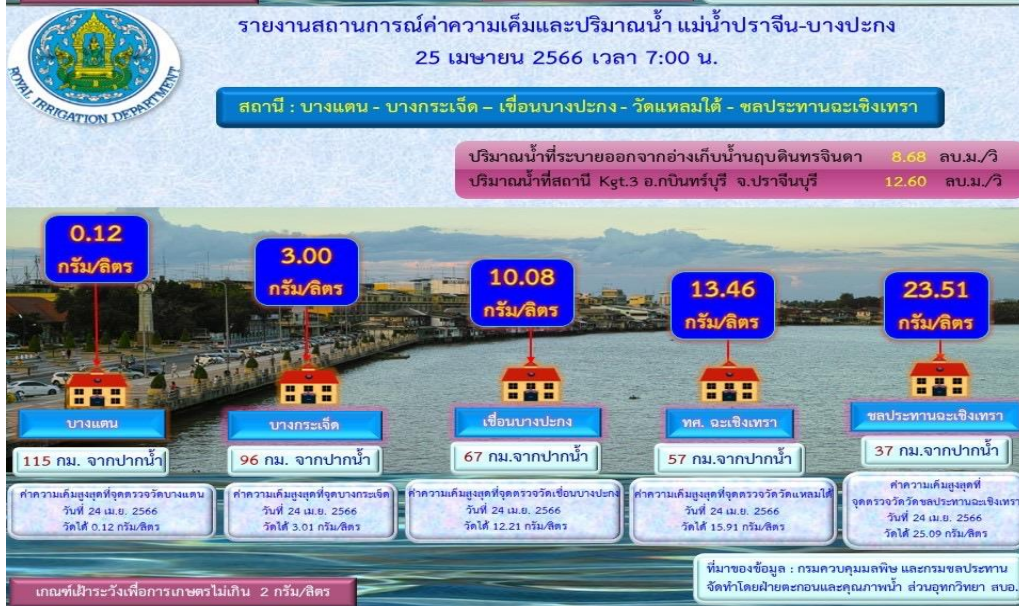 รายงานสถานการณ์ค่าความเค็มและปริมาณน้ำ แม่น้ำปราจีน-บางปะกง
25 เมษายน 2566 เวลา 7:00 น.
ROYAL IRRIGATION DEPARTMENT
สถานี : บางแตน - บางกระเจ็ด – เขื่อนบางปะกง - วัดแหลมใต้ - ชลประทานฉะเชิงเทรา
ปริมาณน้ำที่ระบายออกจากอ่างเก็บน้ำนฤบดินทรจินดา 8.68 ลบ.ม./วิ
ปริมาณน้ำที่สถานี Kgt.3 อ.กบินทร์บุรี จ.ปราจีนบุรี 12.60 ลบ.ม./วิ
0.12
กรัม/ลิตร
บางแตน
115 กม. จากปากน้ำ
ค่าความเค็มสูงสุดที่จุดตรวจวัดบางแตน
วันที่ 24 เม.ย. 2566
วัดได้ 0.12 กรัม/ลิตร
3.00
กรัม/ลิตร
บางกระเจ็ด
96 กม. จากปากน้ำ
ค่าความเค็มสูงสุดที่จุดบางกระเจ็ด
วันที่ 24 เม.ย. 2566
วัดได้ 3.01 กรัม/ลิตร
10.08
กรัม/ลิตร
เขื่อนบางปะกง
67 กม.จากปากน้ำ
ค่าความเค็มสูงสุดที่จุดตรวจวัดเขื่อนบางปะกง
วันที่ 24 เม.ย. 2566
วัดได้ 12.21 กรัม/ลิตร
13.46
กรัม/ลิตร
ทศ. ฉะเชิงเทรา
57 กม.จากปากน้ำ
ค่าความเค็มสูงสุดที่จุดตรวจวัดวัดแหลมใต้
วันที่ 24 เม.ย. 2566
วัดได้ 15.91 กรัม/ลิตร
23.51
กรัม/ลิตร
ชลประทานฉะเชิงเทรา
37 กม.จากปากน้ำ
ค่าความเค็มสูงสุดที่
จุดตรวจวัดวัดชลประทานฉะเชิงเทรา
วันที่ 24 เม.ย. 2566
วัดได้ 25.09 กรัม/ลิตร
เกณฑ์เฝ้าระวังเพื่อการเกษตรไม่เกิน 2 กรัม/ลิตร
ที่มาของข้อมูล : กรมควบคุมมลพิษ และกรมชลประทาน
จัดทำโดยฝ่ายตะกอนและคุณภาพน้ำ ส่วนอุทกวิทยา สบอ.